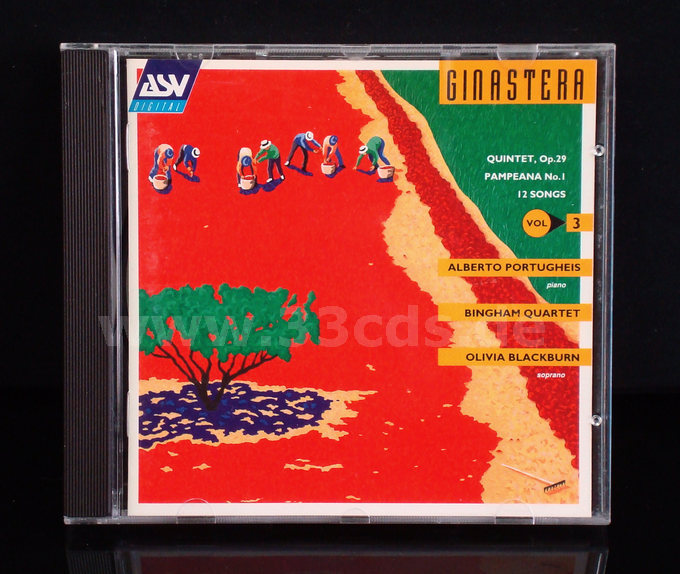 ASV
DIGITAL
GINASTERA
QUINTET, Op.29
PAMPEANA No.1
12 SONGS
VOL 3
ALBERTO PORTUGHEIS
piano
www.33cds.de
BINGHAM QUARTET
OLIVIA BLACKBURN
soprano